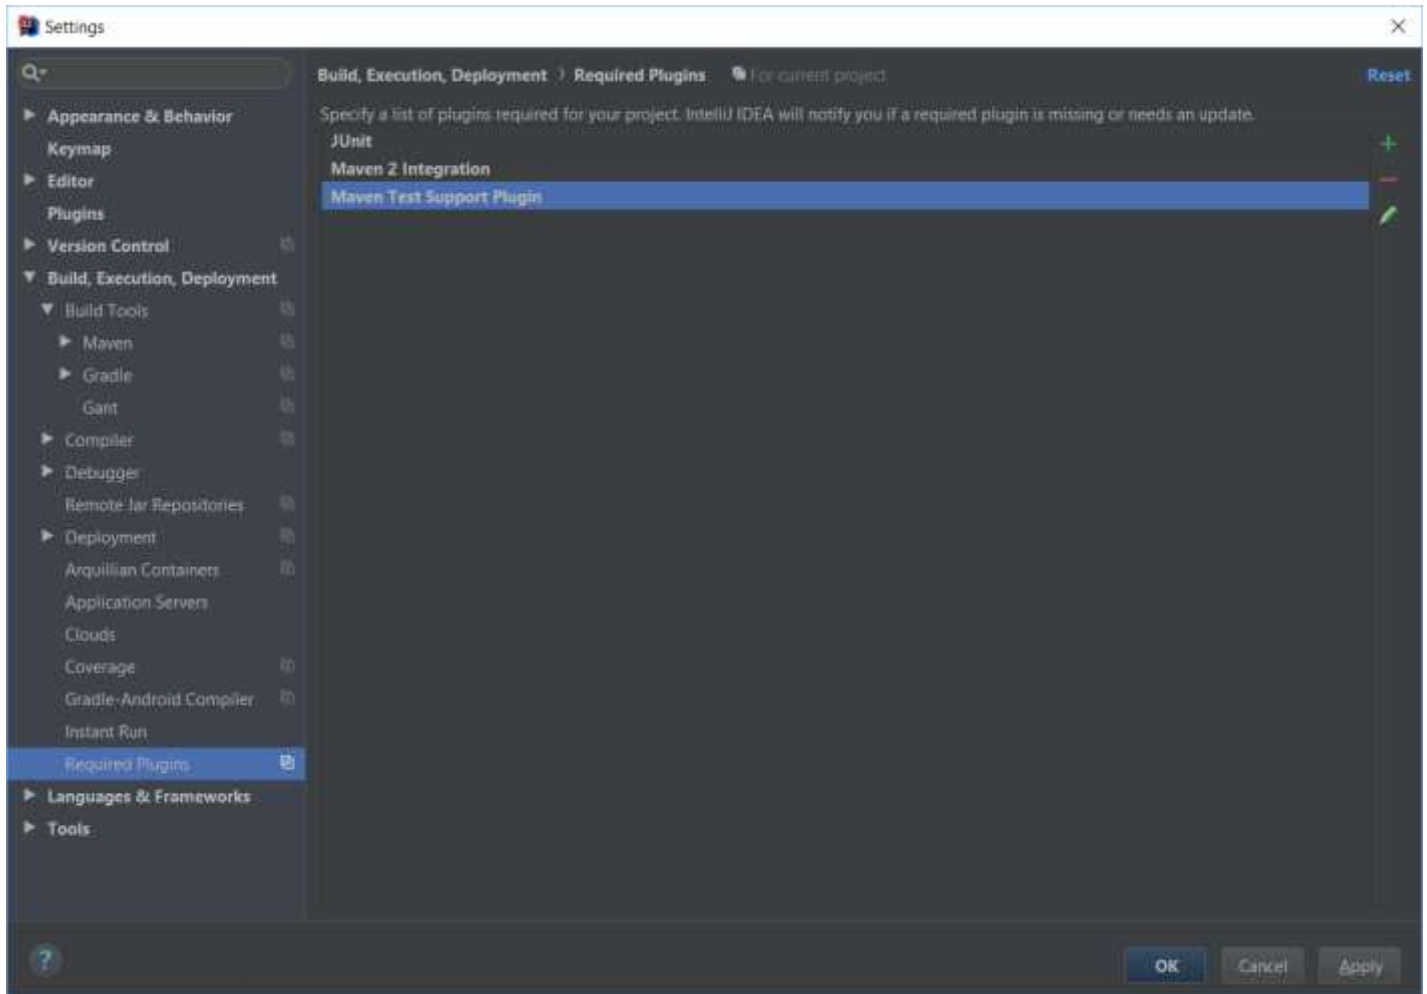 Settings
Build, Execution, Deployment › Required Plugins For current project Reset
Specify a list of plugins required for your project. IntelliJ IDEA will notify you if a required plugin is missing or needs an update.
JUnit
Maven 2 Integration
Maven Test Support Plugin
Appearance & Behavior
Keymap
Editor
Plugins
Version Control
Build, Execution, Deployment
Build Tools
Maven
Gradle
Gant
Compiler
Debugger
Remote Jar Repositories
Deployment
Arquillian Containers
Application Servers
Clouds
Coverage
Gradle-Android Compiler
Instant Run
Required Plugins
Languages & Frameworks
Tools
?
OK Cancel Apply